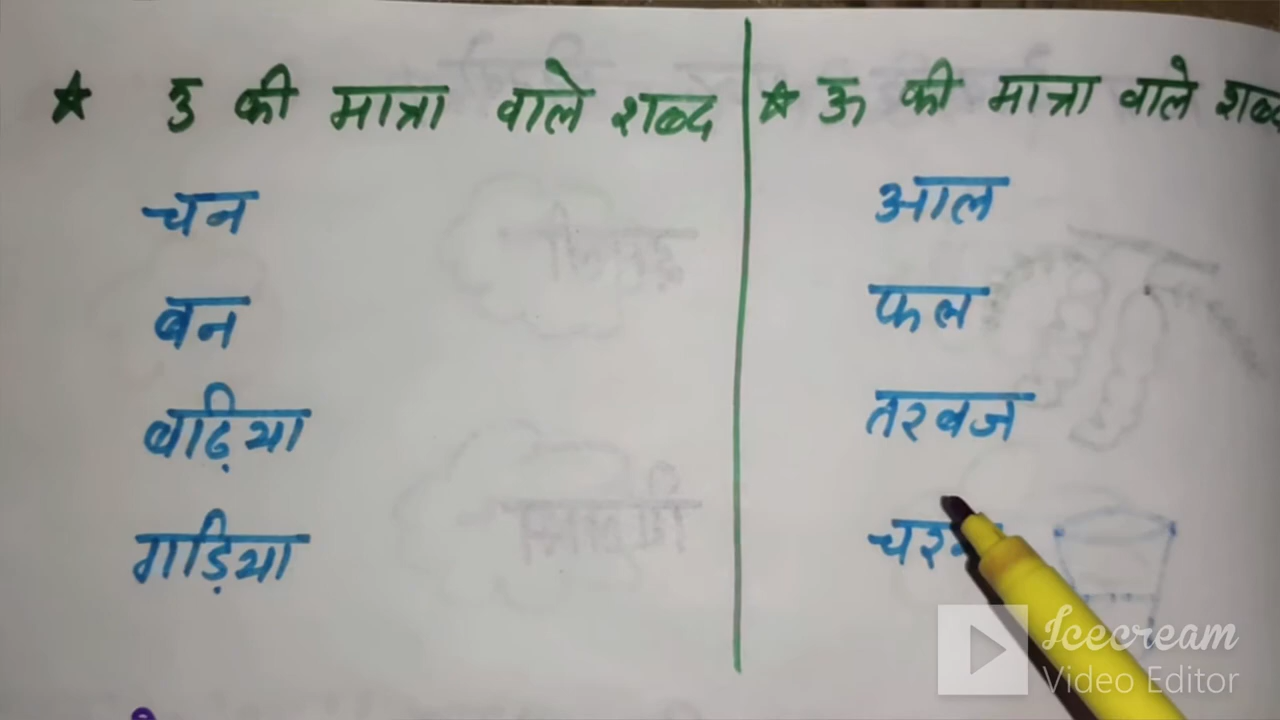 ★ उ की मात्रा वाले शब्द
चन
बन
बढ़िया
गड़िया
★ ऊ की मात्रा वाले शब्द
आल
फल
तरबज
Icecream
Video Editor